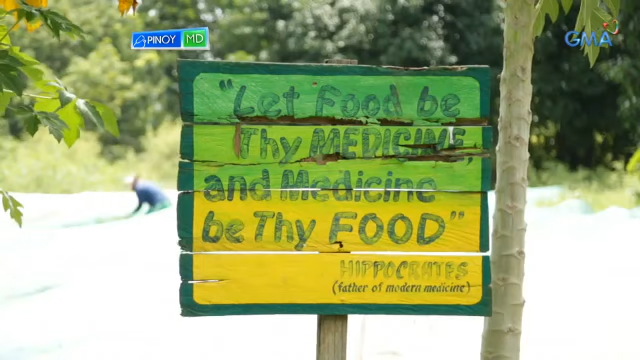 PINOY MD
GMA
"Let Food be
Thy MEDICINE,
and Medicine
be Thy FOOD"
HIPPOCRATES
(father of modern medicine)